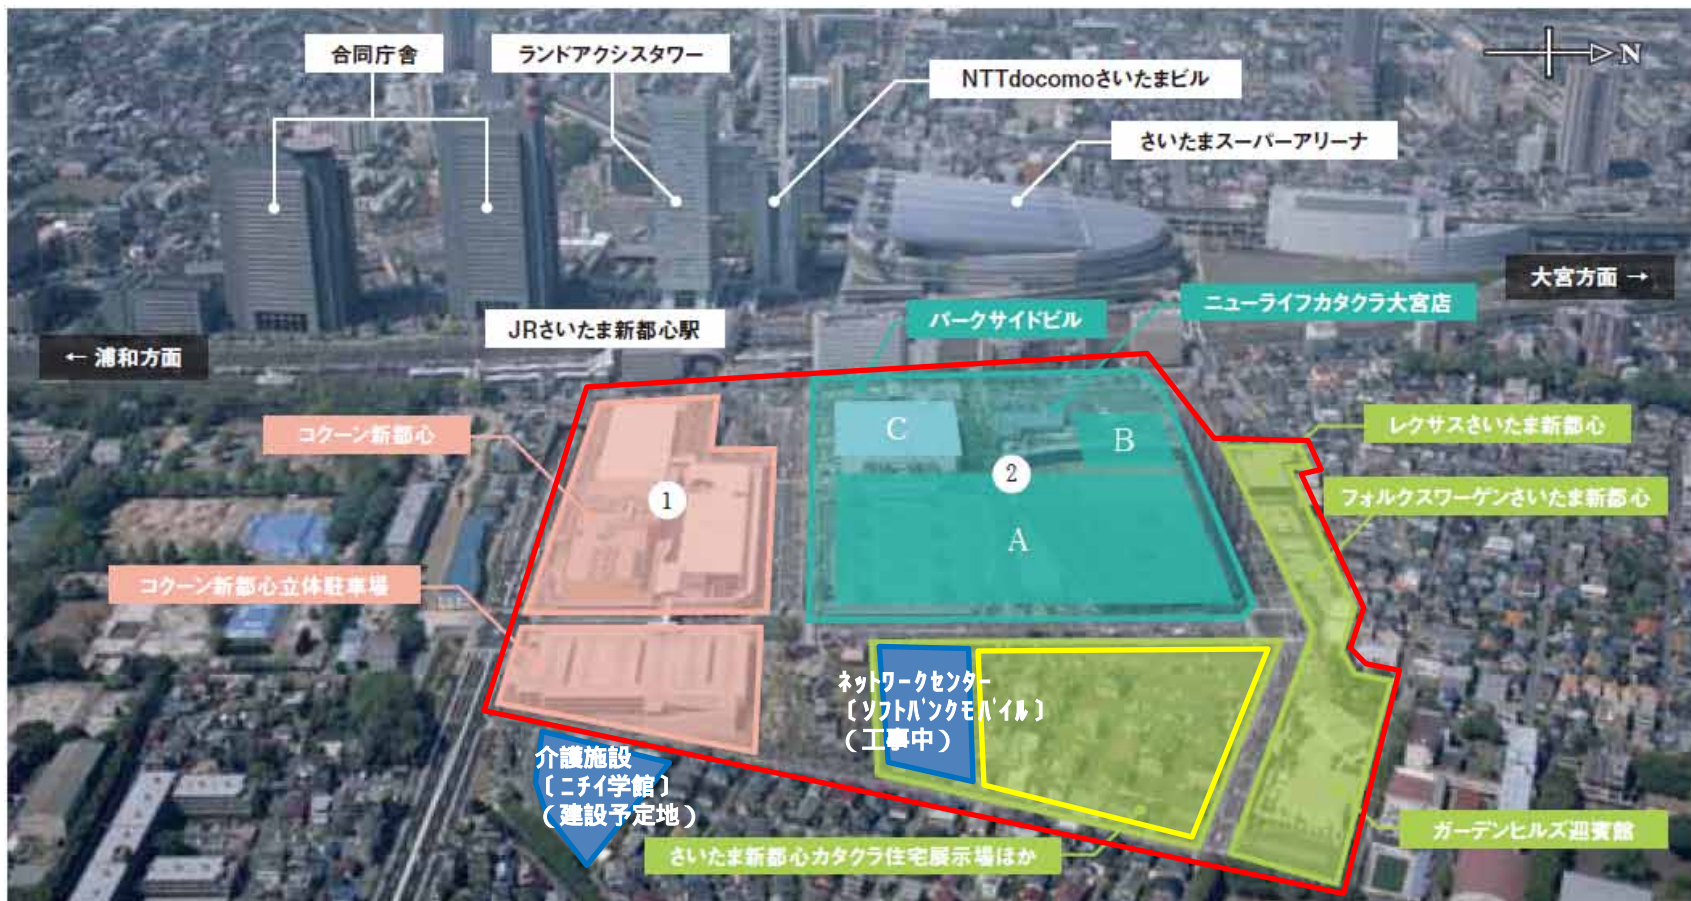 合同庁舎
ランドアクシスタワー
NTTdocomoさいたまビル
さいたまスーパーアリーナ
N
大宮方面 →
ニューライフカタクラ大宮店
パークサイドビル
JRさいたま新都心駅
← 浦和方面
コクーン新都心
レクサスさいたま新都心
C
B
1
2
フォルクスワーゲンさいたま新都心
A
コクーン新都心立体駐車場
ネットワークセンター
〔ソフトバンクモバイル〕
（工事中）
介護施設
〔ニチイ学館〕
（建設予定地）
ガーデンヒルズ迎賓館
さいたま新都心カタクラ住宅展示場ほか